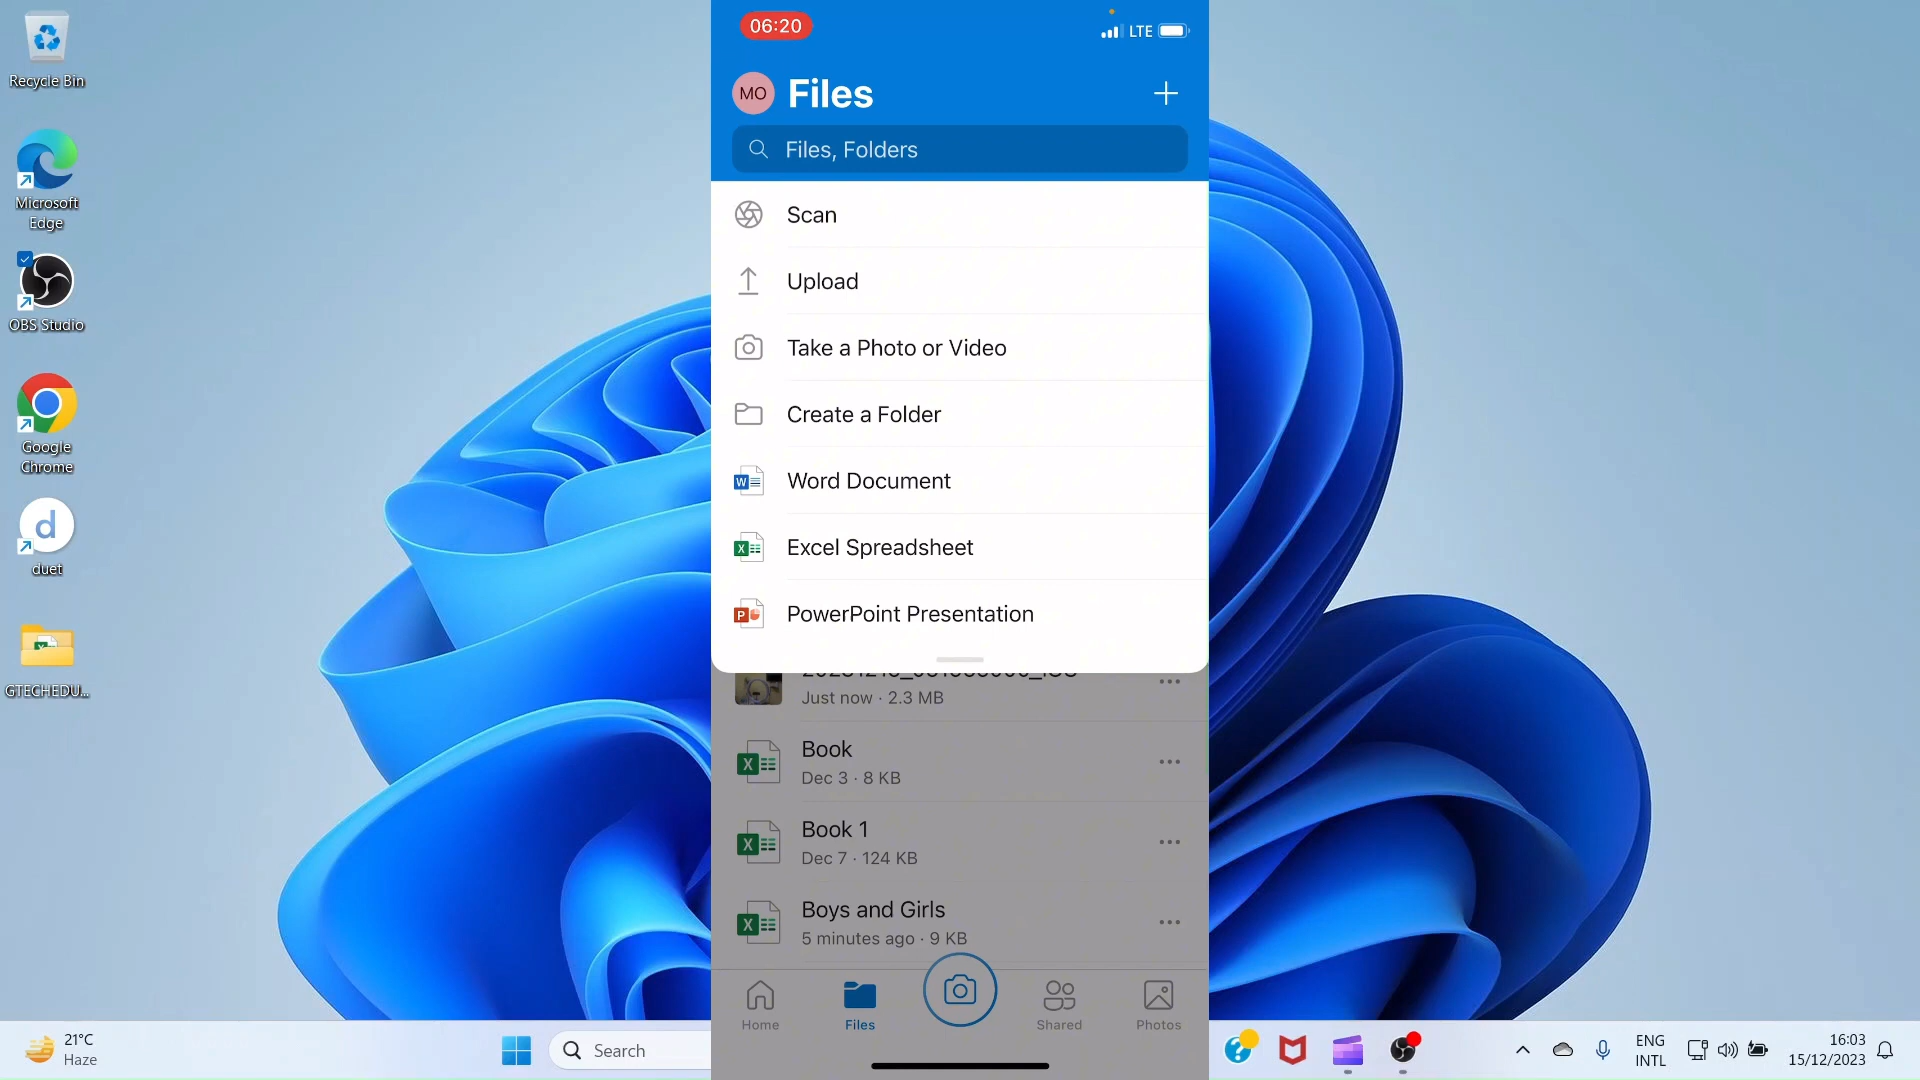 Recycle Bin
Microsoft
Edge
OBS Studio
Google
Chrome
d
duet
GTECHEDU...
06:20
LTE
MO
Files
Files, Folders
Scan
Upload
Take a Photo or Video
Create a Folder
Word Document
Excel Spreadsheet
PowerPoint Presentation
Just now · 2.3 MB
Book
Dec 3 · 8 KB
Book 1
Dec 7 · 124 KB
Boys and Girls
5 minutes ago · 9 KB
Home
Files
Shared
Photos
21°C
Haze
Search
ENG
INTL
16:03
15/12/2023